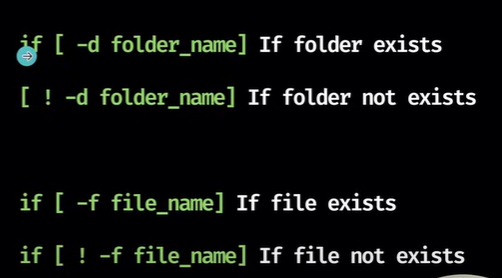 if [ -d folder_name] If folder exists
[ ! -d folder_name] If folder not exists
if [ -f file_name] If file exists
if [ ! -f file_name] If file not exists